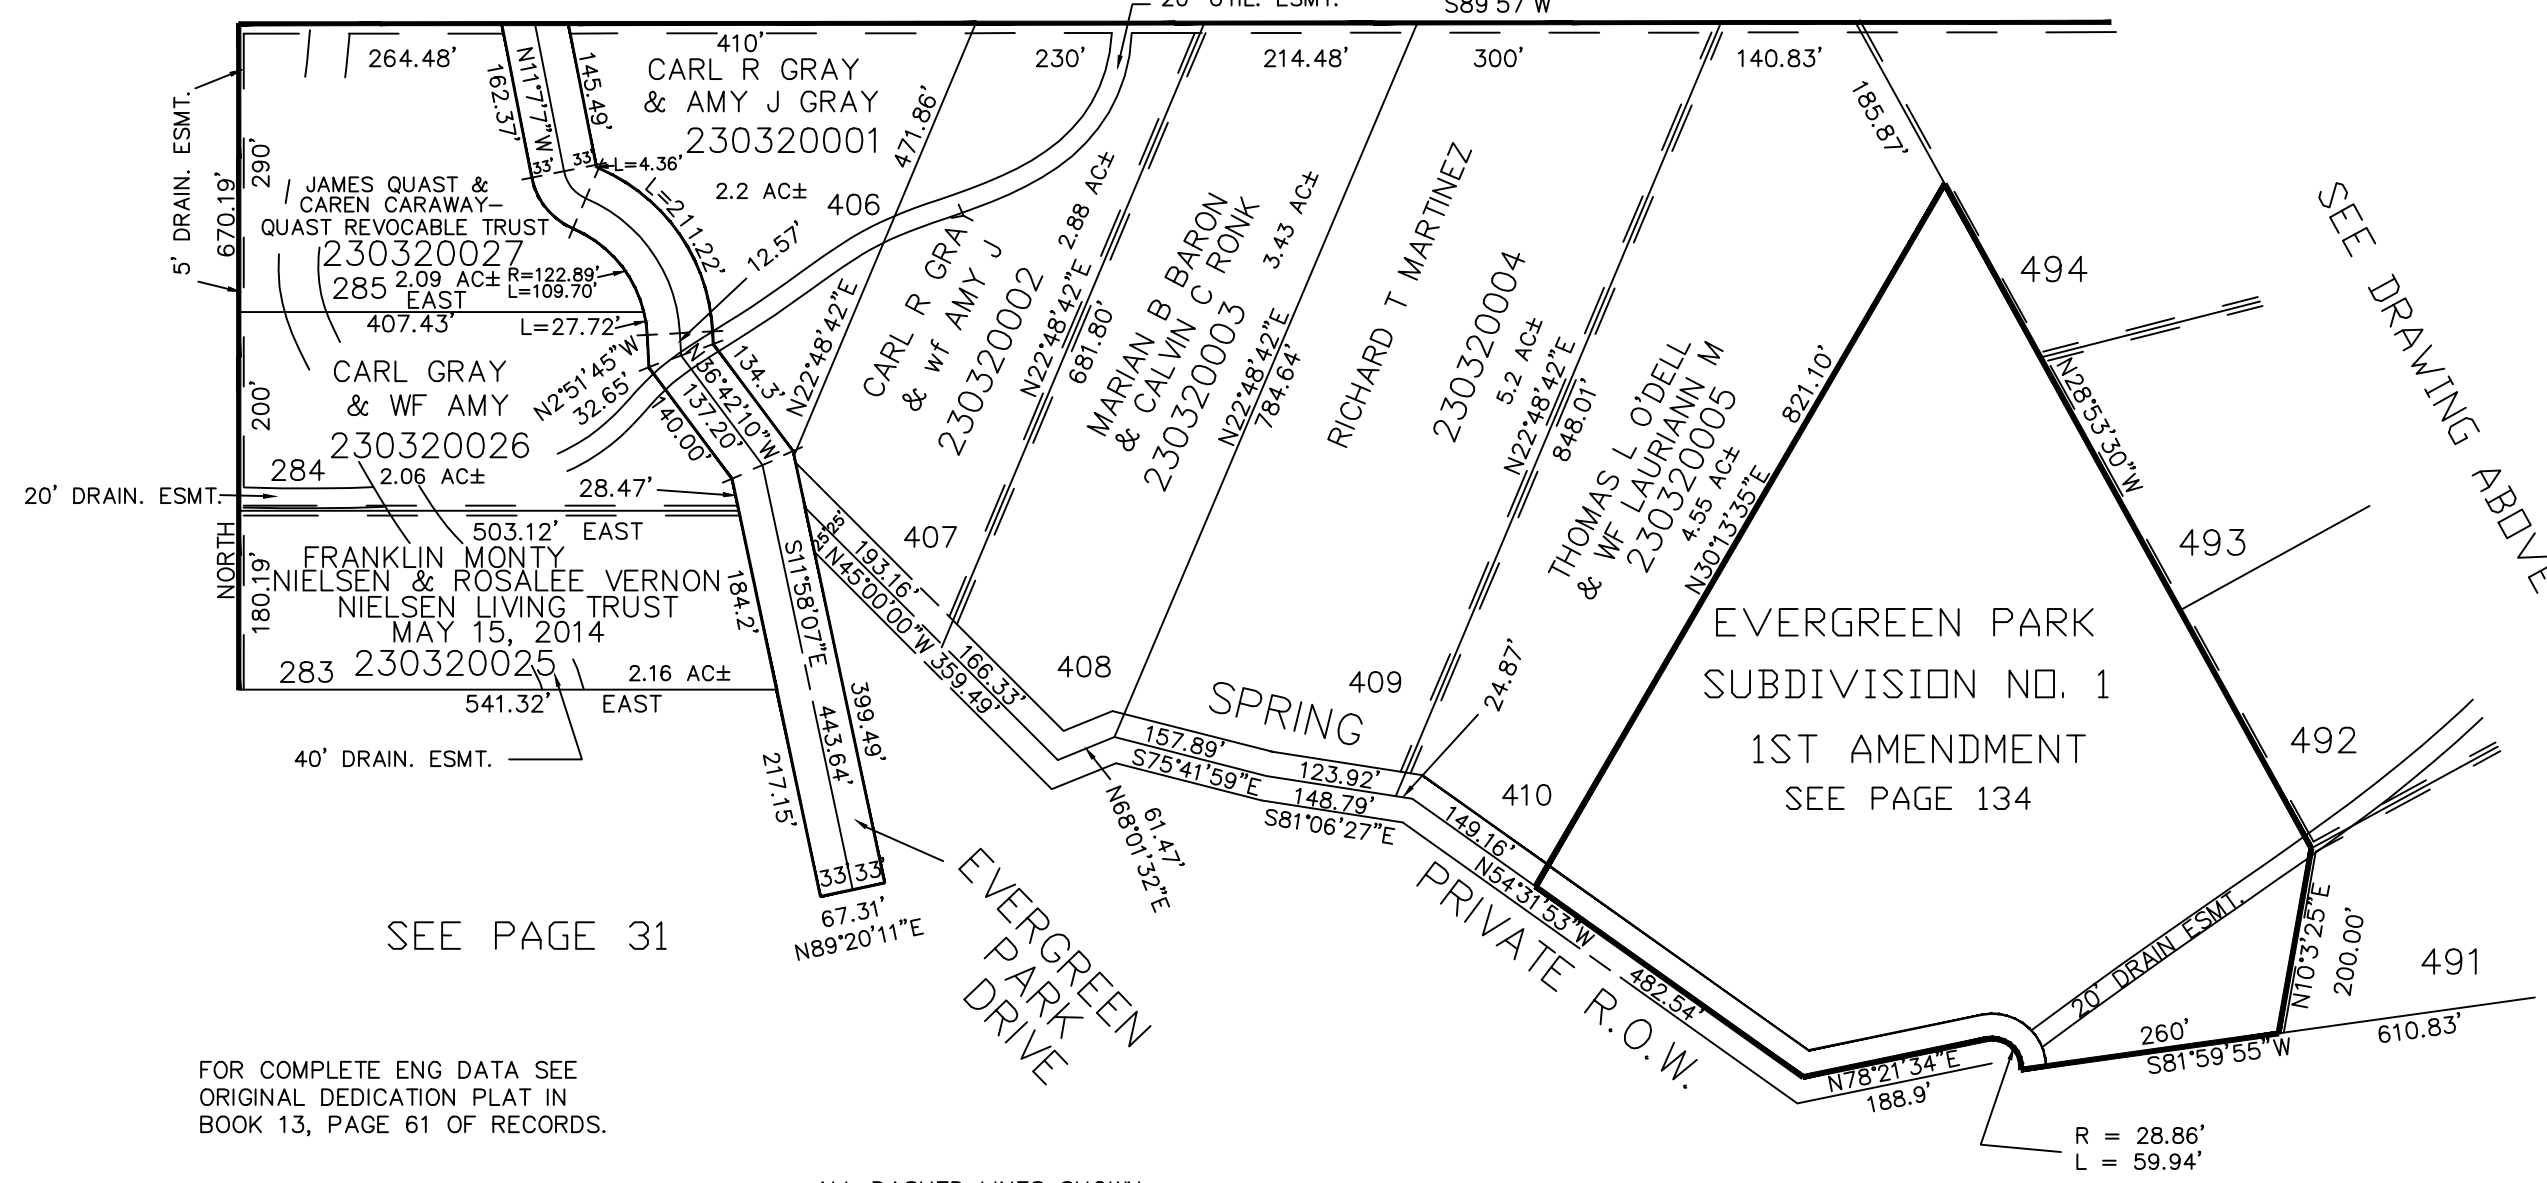 20' UTIL. ESMT.
S89°57'W
264.48'
410'
230'
214.48'
300'
140.83'
5' DRAIN. ESMT.
670.19'
290'
162.37'
N11°7'7"W
145.49'
CARL R GRAY
& AMY J GRAY
230320001
2.2 AC±
406
33'
33'
L=4.36'
L=211.22'
12.57'
471.86'
N22°48'42"E
JAMES QUAST &
CAREN CARAWAY-
QUAST REVOCABLE TRUST
230320027
285
2.09 AC±
R=122.89'
L=109.70'
EAST
407.43'
L=27.72'
CARL GRAY
& WF AMY
230320026
284
2.06 AC±
200'
N2°51'45"W
32.65'
N36°42'10"W
137.20'
134.3'
140.00'
20' DRAIN. ESMT.
28.47'
503.12'
EAST
NORTH
180.19'
FRANKLIN MONTY
NIELSEN & ROSALEE VERNON
NIELSEN LIVING TRUST
MAY 15, 2014
230320025
283
2.16 AC±
541.32'
EAST
40' DRAIN. ESMT.
184.2'
217.15'
S11°58'07"E
443.64'
399.49'
33'
33'
67.31'
N89°20'11"E
EVERGREEN
PARK
DRIVE
CARL R GRAY
& wf AMY J
230320002
2.88 AC±
N22°48'42"E
681.80'
407
25'
25'
193.16'
N45°00'00"W
359.49'
166.33'
MARIAN B BARON
& CALVIN C RONK
230320003
3.43 AC±
N22°48'42"E
784.64'
408
RICHARD T MARTINEZ
230320004
5.2 AC±
N22°48'42"E
848.01'
409
THOMAS L O'DELL
& WF LAURIANN M
230320005
4.55 AC±
410
N30°13'35"E
821.10'
SPRING
157.89'
S75°41'59"E
123.92'
148.79'
S81°06'27"E
24.87'
61.47'
N68°01'32"E
149.16'
N54°31'53"W
482.54'
PRIVATE R.O.W.
EVERGREEN PARK
SUBDIVISION NO. 1
1ST AMENDMENT
SEE PAGE 134
185.87'
494
N28°53'30"W
493
492
491
SEE DRAWING ABOVE
20' DRAIN ESMT.
N10°3'25"E
200.00'
260'
S81°59'55"W
610.83'
N78°21'34"E
188.9'
R = 28.86'
L = 59.94'
SEE PAGE 31
FOR COMPLETE ENG DATA SEE
ORIGINAL DEDICATION PLAT IN
BOOK 13, PAGE 61 OF RECORDS.
ALL DASHED LINES SHOWN